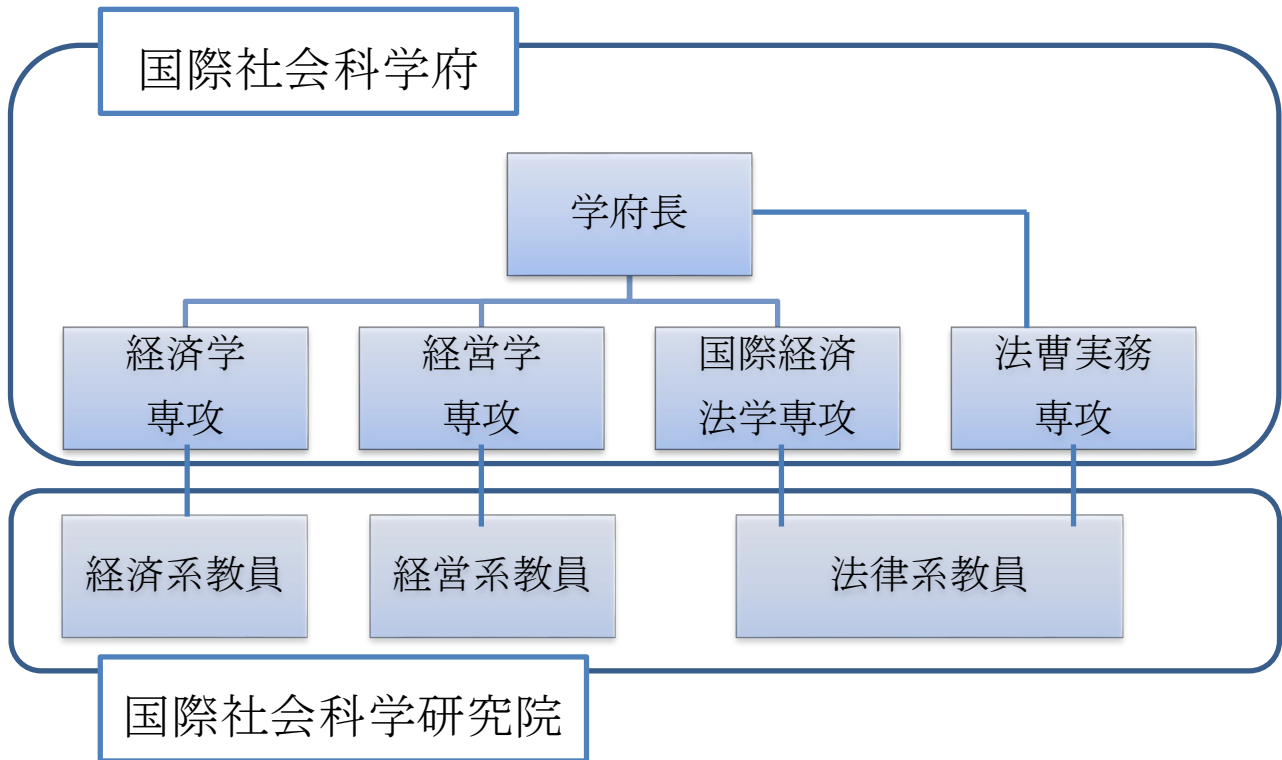 国際社会科学府
学府長
経済学
専攻
経営学
専攻
国際経済
法学専攻
法曹実務
専攻
経済系教員
経営系教員
法律系教員
国際社会科学研究院